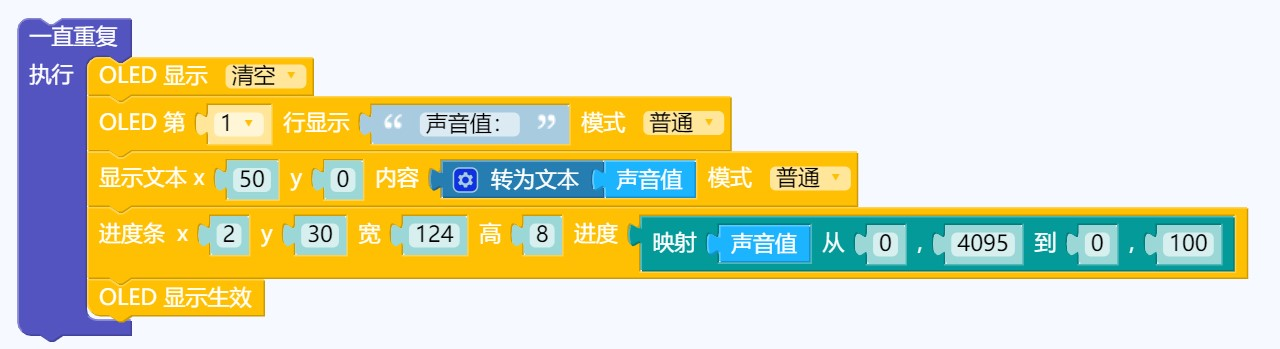 一直重复
执行 OLED 显示 清空
OLED 第 1 行显示 “ 声音值： ” 模式 普通
显示文本 x 50 y 0 内容 转为文本 声音值 模式 普通
进度条 x 2 y 30 宽 124 高 8 进度 映射 声音值 从 0 , 4095 到 0 , 100
OLED 显示生效